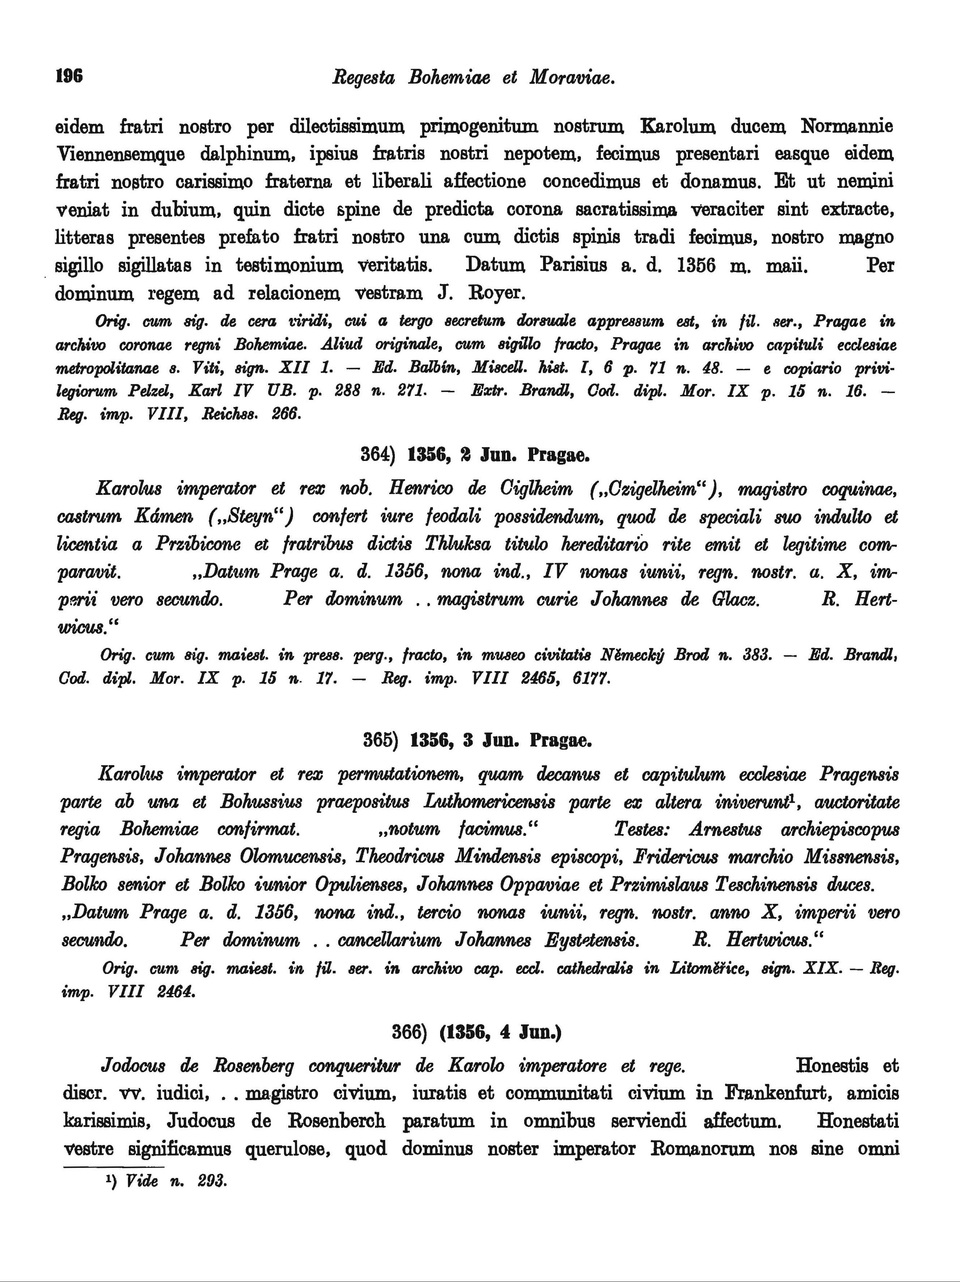 196 Regesta Bohemiae et Moraviae.
eidem fratri nostro per dilectissimum primogenitum nostrum Karolum ducem Normannie
Viennensemque dalphinum, ipsius fratris nostri nepotem, fecimus presentari easque eidem
fratri nostro carissimo fraterna et liberali affectione concedimus et donamus. Et ut nemini
veniat in dubium, quin dicte spine de predicta corona sacratissima veraciter sint extracte,
litteras presentes prefato fratri nostro una cum dictis spinis tradi fecimus, nostro magno
sigillo sigillatas in testimonium veritatis. Datum Parisius a. d. 1356 m. maii. Per
dominum regem ad relacionem vestram J. Royer.
Orig. cum sig. de cera viridi, cui a tergo secretum dorsuale appressum est, in fil. ser., Pragae in
archivo coronae regni Bohemiae. Aliud originale, cum sigillo fracto, Pragae in archivo capituli ecclesiae
metropolitanae s. Viti, sign. XII 1. — Ed. Balbín, Miscell. hist. I, 6 p. 71 n. 48. — e copiario privi-
legiorum Pelzel, Karl IV UB. p. 288 n. 271. — Extr. Brandl, Cod. dipl. Mor. IX p. 15 n. 16. —
Reg. imp. VIII, Reichss. 266.
364) 1356, 2 Jun. Pragae.
Karolus imperator et rex nob. Henrico de Ciglheim („Czigelheim“), magistro coquinae,
castrum Kámen („Steyn“) confert iure feodali possidendum, quod de speciali suo indulto et
licentia a Przibicone et fratribus dictis Thluksa titulo hereditario rite emit et legitime com-
paravit. „Datum Prage a. d. 1356, nona ind., IV nonas iunii, regn. nostr. a. X, im-
perii vero secundo. Per dominum . . magistrum curie Johannes de Glacz. R. Hert-
wicus.“
Orig. cum sig. maiest. in press. perg., fracto, in museo civitatis Německý Brod n. 383. — Ed. Brandl,
Cod. dipl. Mor. IX p. 15 n. 17. — Reg. imp. VIII 2465, 6177.
365) 1356, 3 Jun. Pragae.
Karolus imperator et rex permutationem, quam decanus et capitulum ecclesiae Pragensis
parte ab una et Bohussius praepositus Luthomericensis parte ex altera iniverunt¹, auctoritate
regia Bohemiae confirmat. „notum facimus.“ Testes: Arnestus archiepiscopus
Pragensis, Johannes Olomucensis, Theodricus Mindensis episcopi, Fridericus marchio Missnensis,
Bolko senior et Bolko iunior Opulienses, Johannes Oppaviae et Przimislaus Teschinensis duces.
„Datum Prage a. d. 1356, nona ind., tercio nonas iunii, regn. nostr. anno X, imperii vero
secundo. Per dominum . . cancellarium Johannes Eystetensis. R. Hertwicus.“
Orig. cum sig. maiest. in fil. ser. in archivo cap. eccl. cathedralis in Litoměřice, sign. XIX. — Reg.
imp. VIII 2464.
366) (1356, 4 Jun.)
Jodocus de Rosenberg conqueritur de Karolo imperatore et rege. Honestis et
discr. vv. iudici, . . magistro civium, iuratis et communitati civium in Frankenfurt, amicis
karissimis, Judocus de Rosenberch paratum in omnibus serviendi affectum. Honestati
vestre significamus querulose, quod dominus noster imperator Romanorum nos sine omni
¹) Vide n. 293.